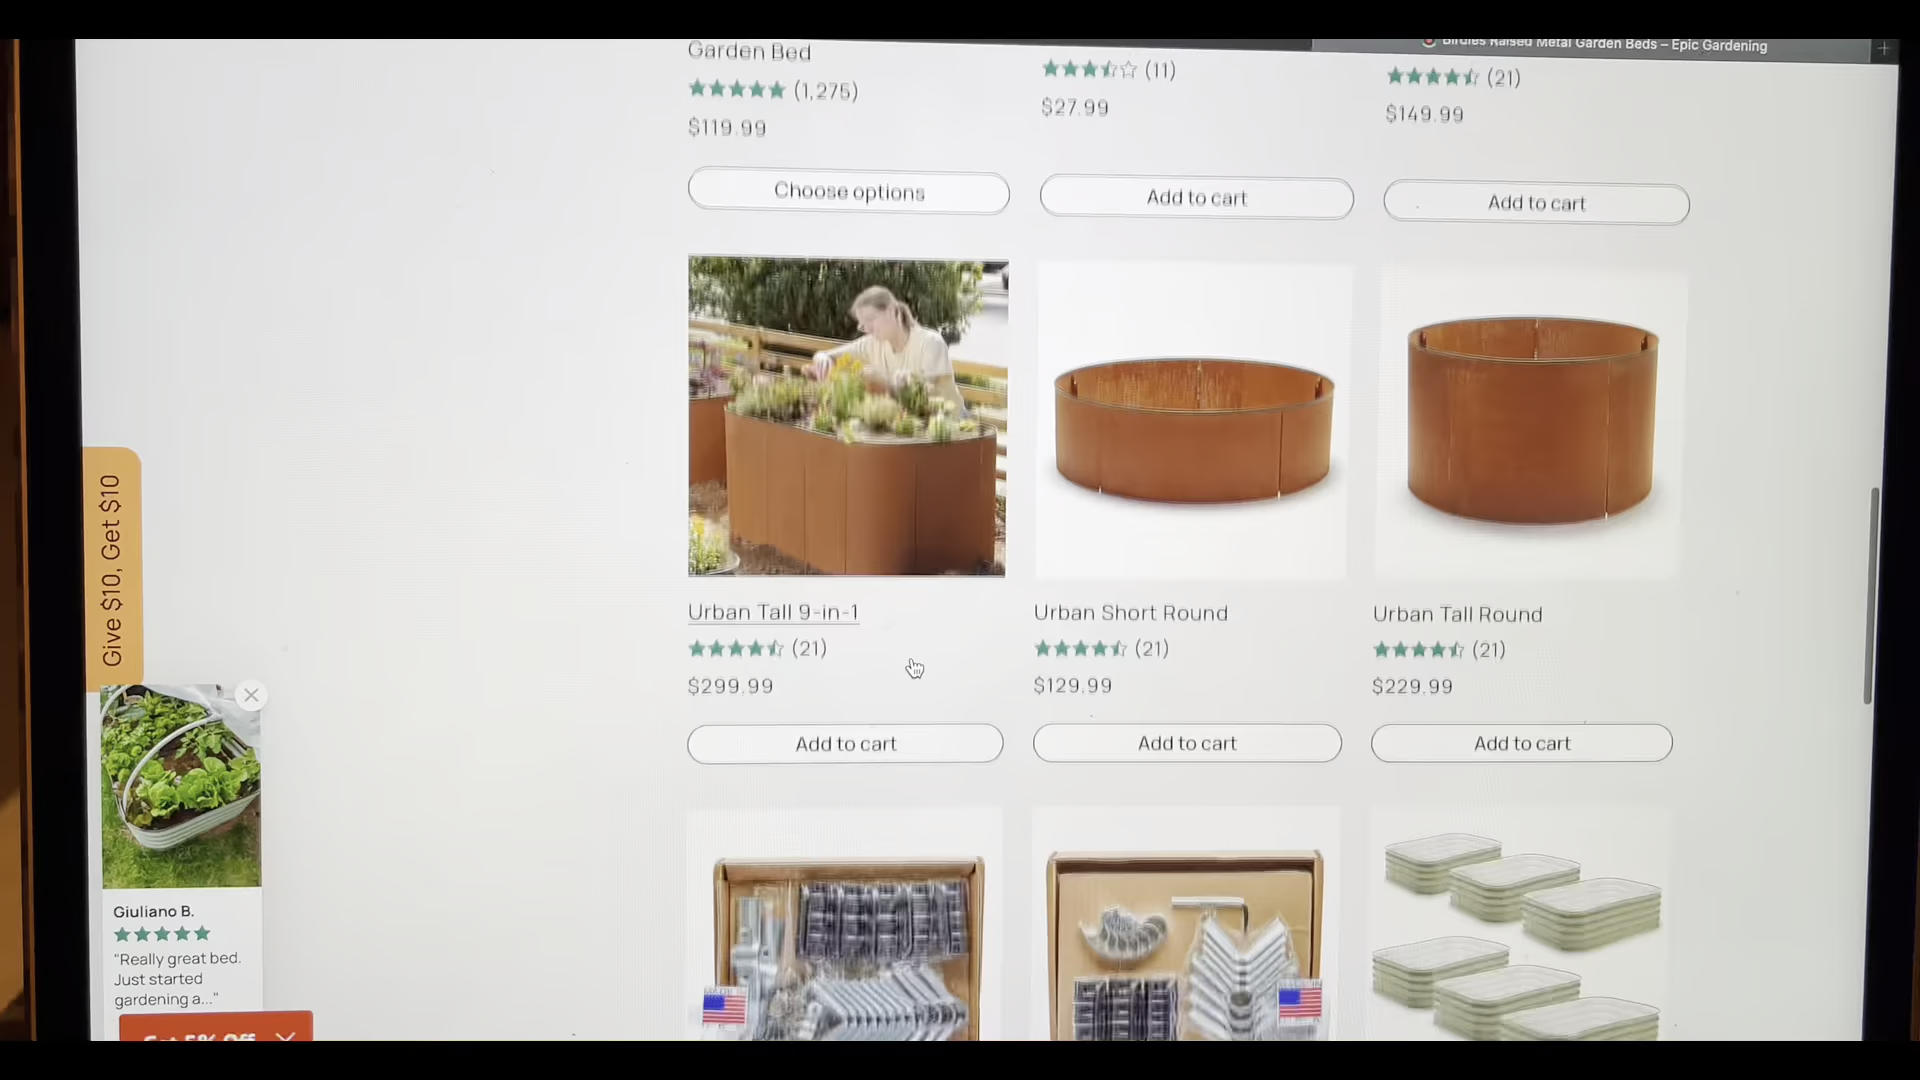 Birdies Raised Metal Garden Beds – Epic Gardening
Garden Bed
(1,275)
$119.99
Choose options
(11)
$27.99
Add to cart
(21)
$149.99
Add to cart
Urban Tall 9-in-1
(21)
$299.99
Add to cart
Urban Short Round
(21)
$129.99
Add to cart
Urban Tall Round
(21)
$229.99
Add to cart
Give $10, Get $10
Giuliano B.
"Really great bed.
Just started
gardening a..."
Get 5% Off